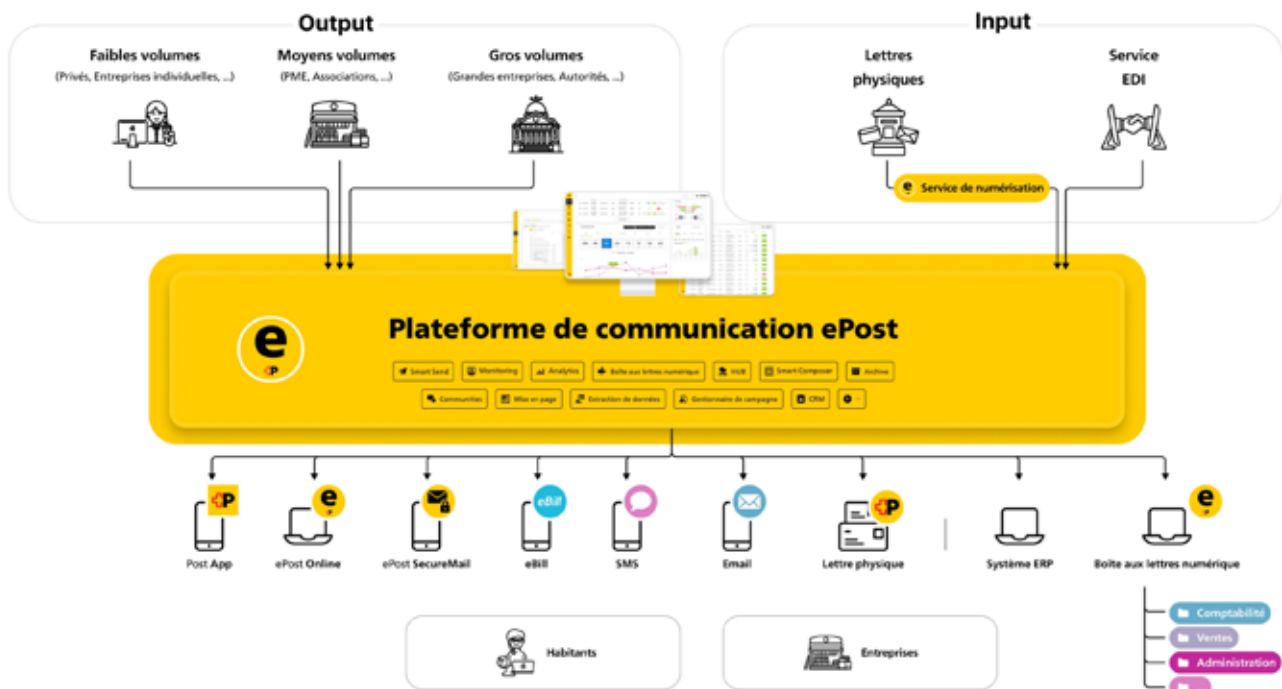 Output
Input
Faibles volumes
(Privés, Entreprises individuelles, ...)
Moyens volumes
(PME, Associations, ...)
Gros volumes
(Grandes entreprises, Autorités, ...)
Lettres
physiques
Service
EDI
e Service de numérisation
e
P
Plateforme de communication ePost
Smart Send
Monitoring
Analytics
Boîte aux lettres numérique
HUB
Smart Composer
Archive
Communities
Mise en page
Extraction de données
Gestionnaire de campagne
CRM
...
P
e
eBill
P
e
Post App
ePost Online
ePost SecureMail
eBill
SMS
Email
Lettre physique
Système ERP
Boîte aux lettres numérique
Comptabilité
Ventes
Administration
Habitants
Entreprises